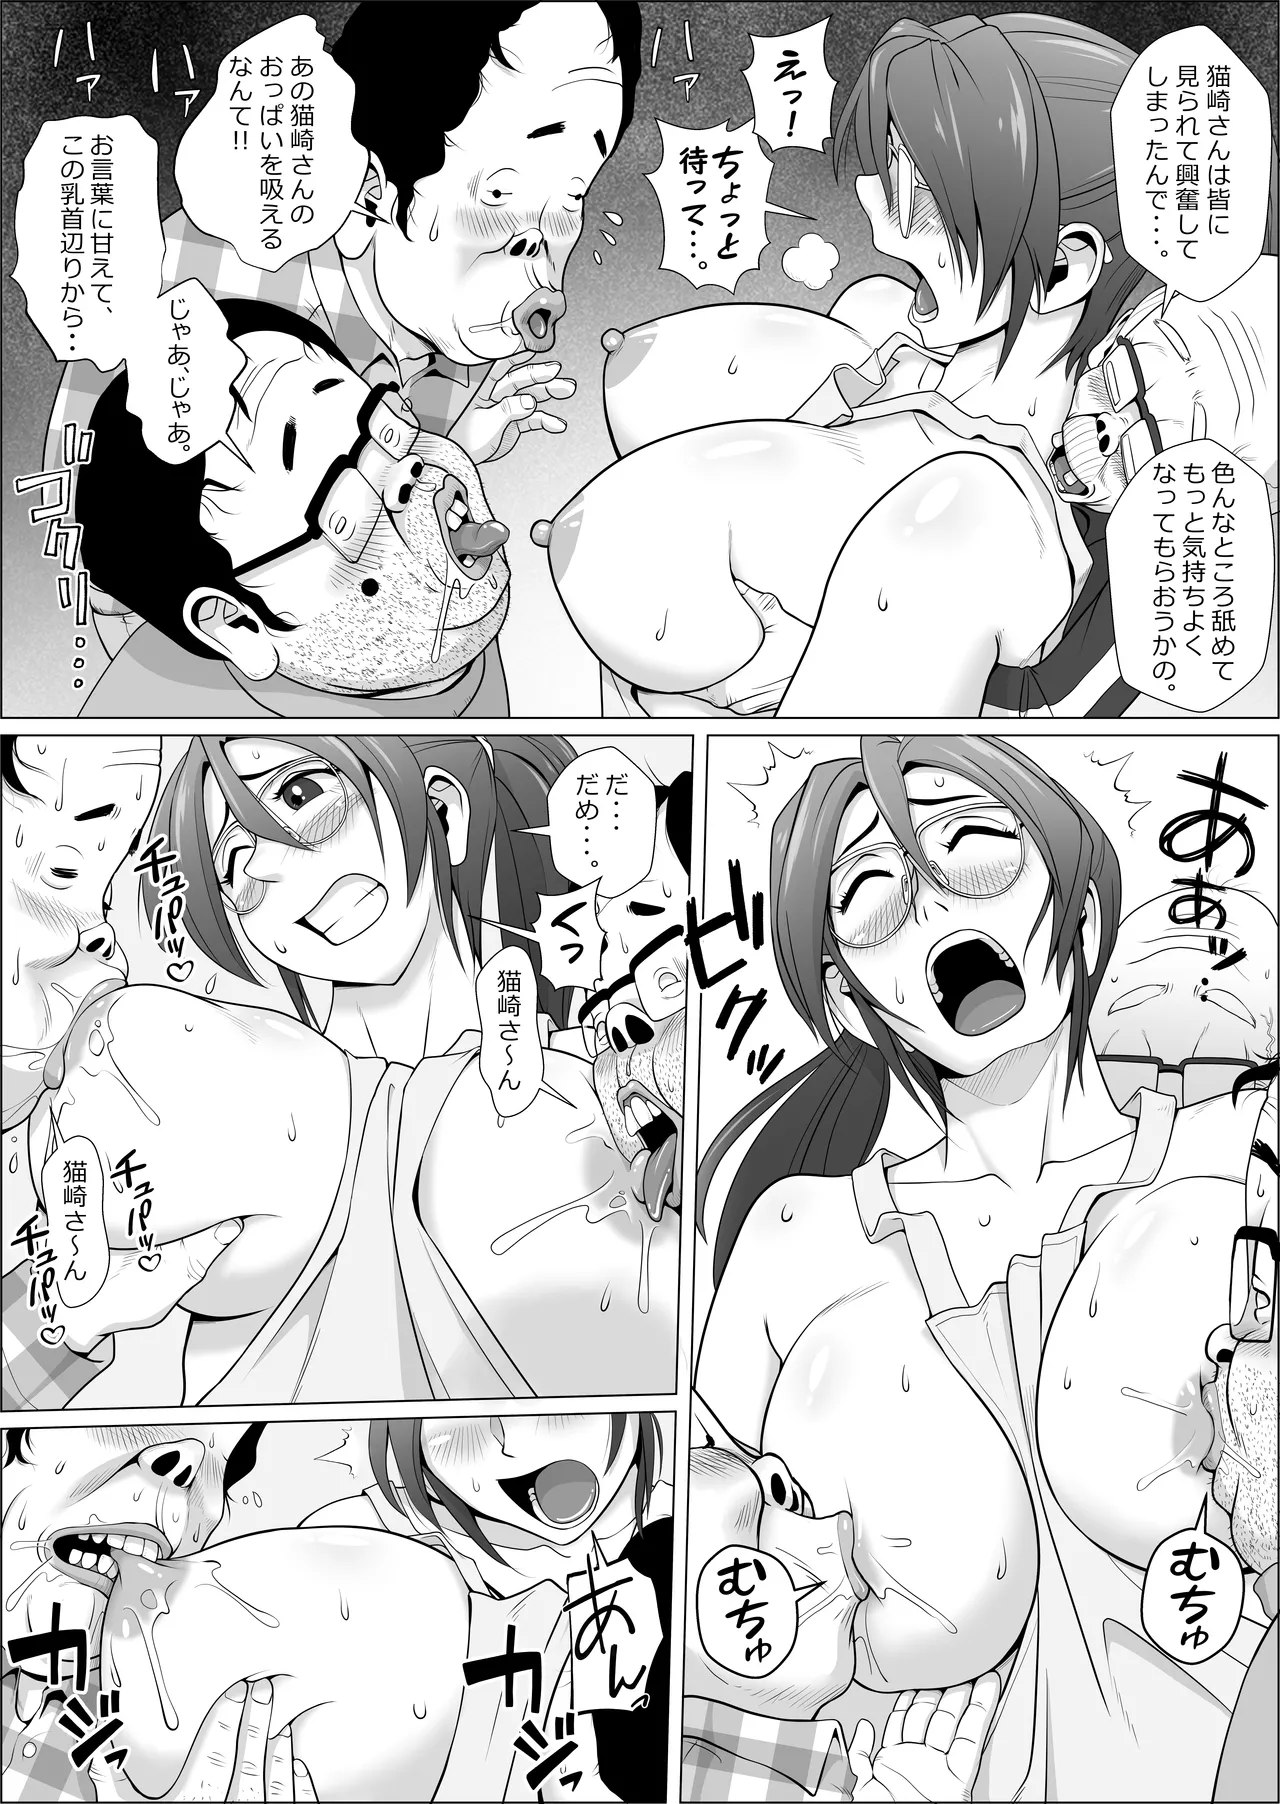 猫崎さんは皆に
見られて興奮して
しまったんで・・・。
色んなところ舐めて
もっと気持ちよく
なってもらおうかの。
えっ！
ちょっと
待って・・・。
あの猫崎さんの
おっぱいを吸える
なんて!!
ハァ
ハァ
じゃあ、じゃあ。
お言葉に甘えて、
この乳首辺りから・・
ゴクリ・・・
あああッ・・
ビビクッ
むちゅ
むちゅ
だ・・・
だめ・・・。
くっ
猫崎さ～ん
チュパッ♡
猫崎さ～ん
チュパッ♡
チュパッ♡
あん
カジッ
カジッ